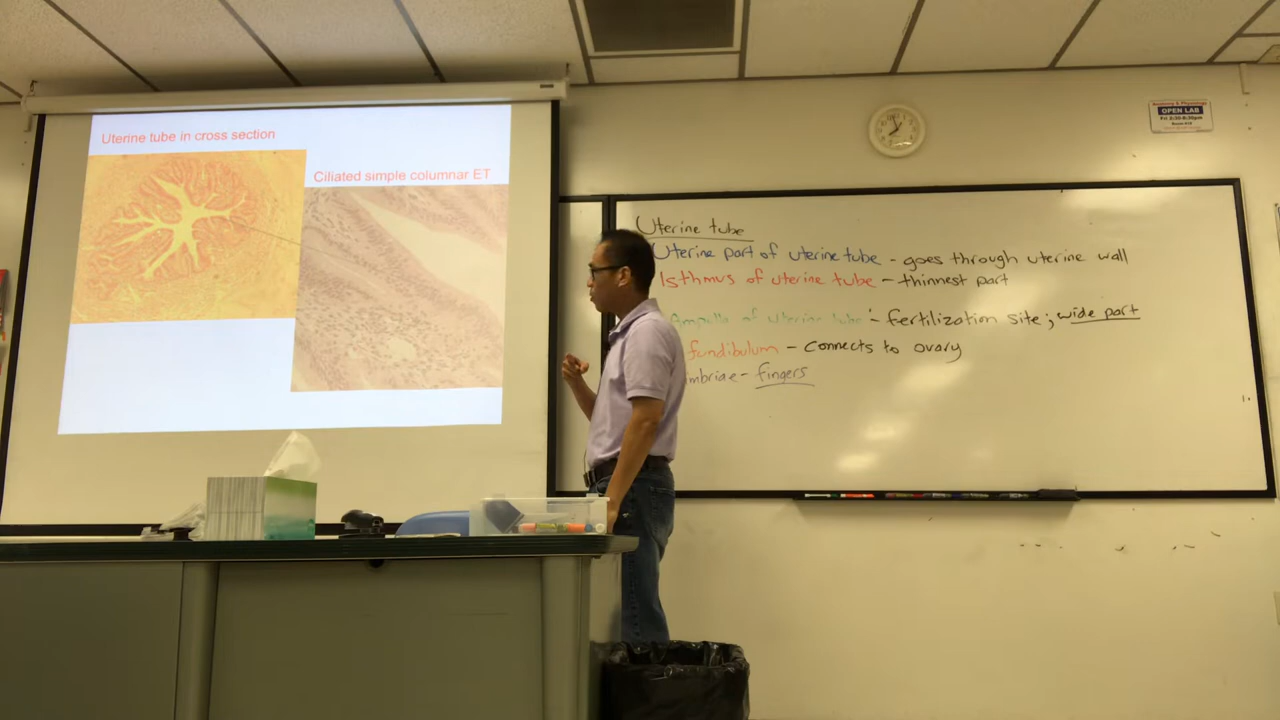 Uterine tube in cross section
Ciliated simple columnar ET
OPEN LAB
Uterine tube
Uterine part of uterine tube - goes through uterine wall
Isthmus of uterine tube - thinnest part
Ampulla of uterine tube - fertilization site; wide part
fundibulum - connects to ovary
imbriae - fingers